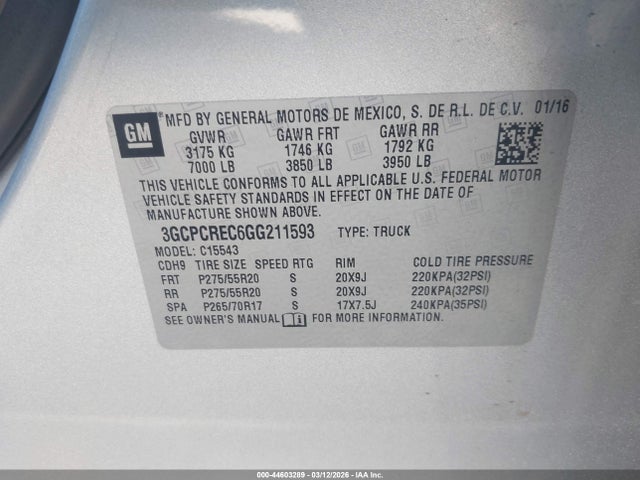 GM
MFD BY GENERAL MOTORS DE MEXICO, S. DE R.L. DE C.V. 01/16
GVWR GAWR FRT GAWR RR
3175 KG 1746 KG 1792 KG
7000 LB 3850 LB 3950 LB
THIS VEHICLE CONFORMS TO ALL APPLICABLE U.S. FEDERAL MOTOR
VEHICLE SAFETY STANDARDS IN EFFECT ON THE DATE OF
MANUFACTURE SHOWN ABOVE.
3GCPCREC6GG211593 TYPE: TRUCK
MODEL: C15543
CDH9 TIRE SIZE SPEED RTG RIM COLD TIRE PRESSURE
FRT P275/55R20 S 20X9J 220KPA(32PSI)
RR P275/55R20 S 20X9J 220KPA(32PSI)
SPA P265/70R17 S 17X7.5J 240KPA(35PSI)
SEE OWNER'S MANUAL FOR MORE INFORMATION.
000-44603289 - 03/12/2026 - IAAI.com